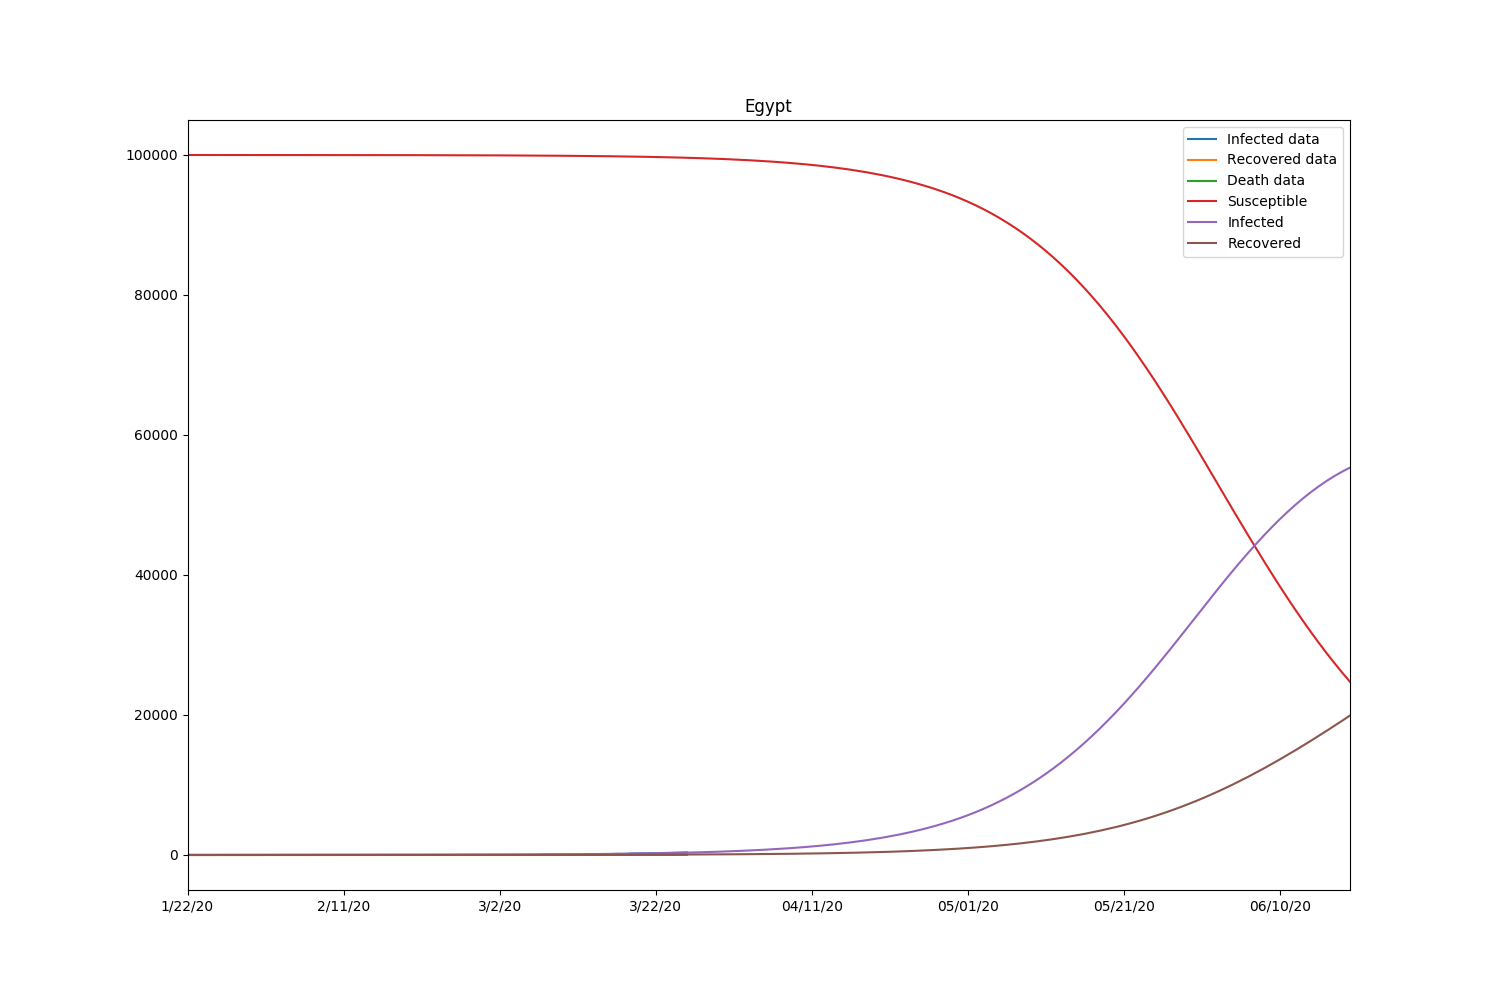 Egypt
Infected data
Recovered data
Death data
Susceptible
Infected
Recovered
100000
80000
60000
40000
20000
0
1/22/20 2/11/20 3/2/20 3/22/20 04/11/20 05/01/20 05/21/20 06/10/20